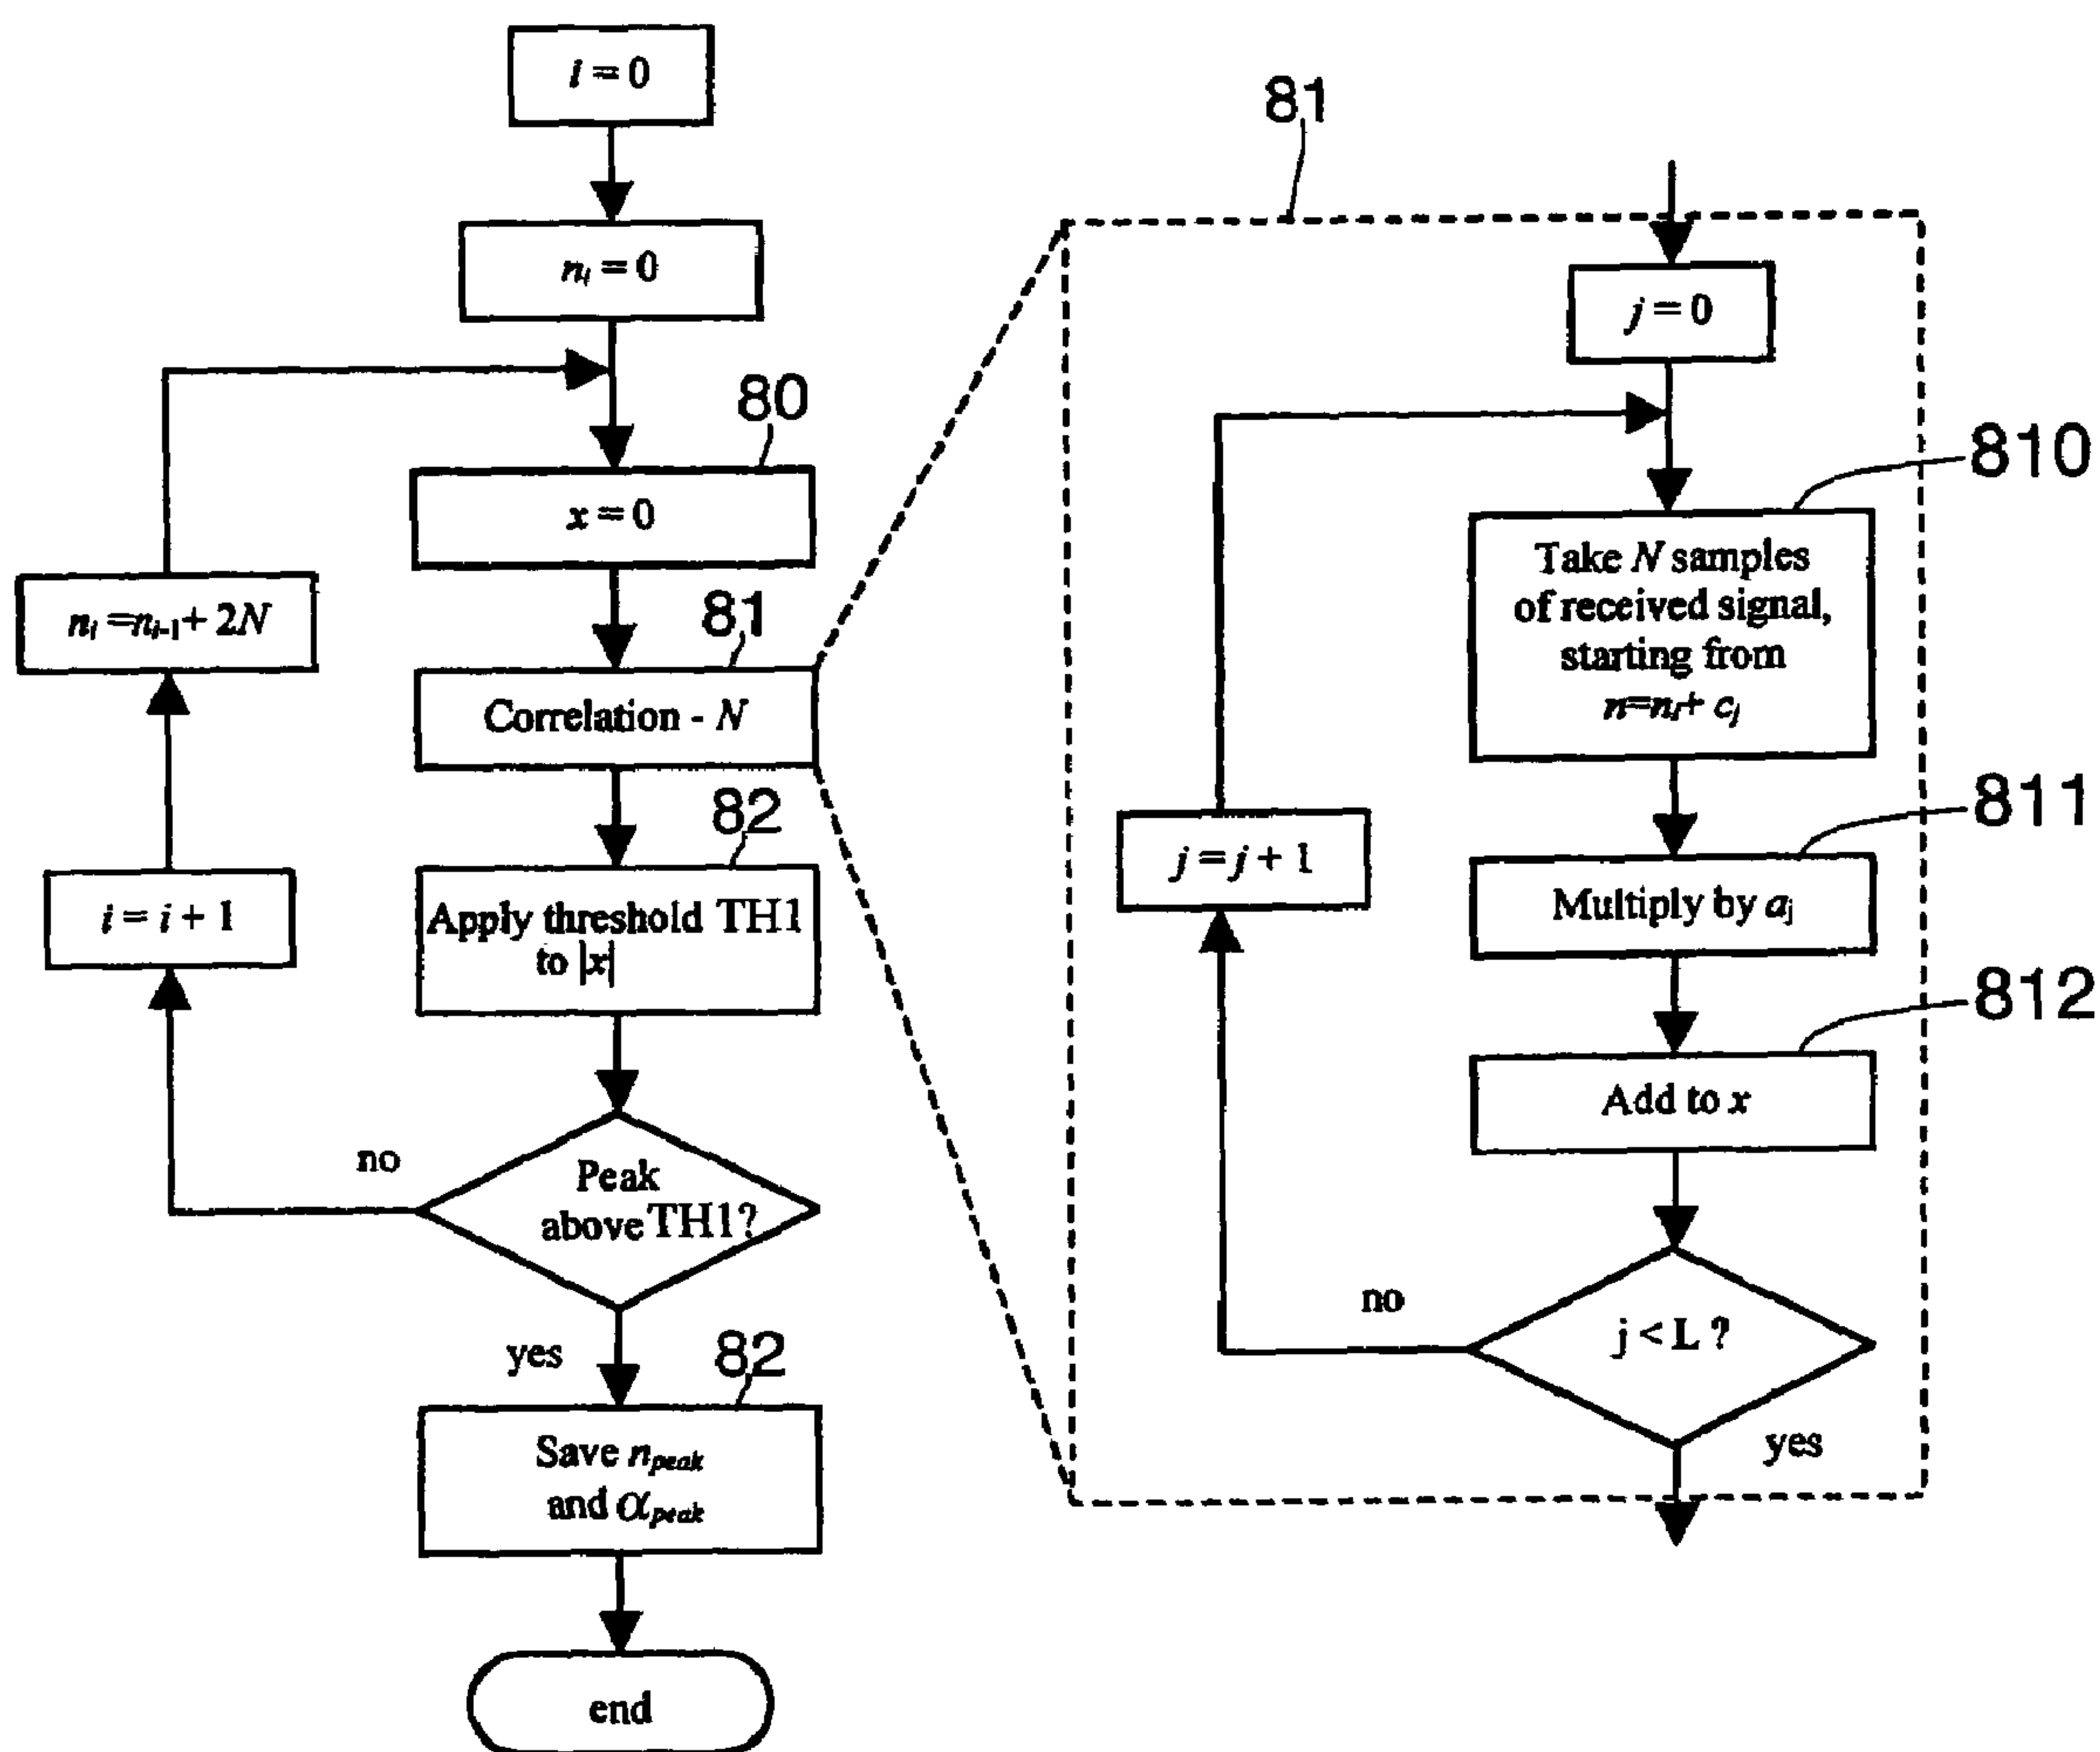 i = 0
nᵢ = 0
80
x = 0
nᵢ =nᵢ₋₁+ 2N
81
Correlation - N
82
i = i + 1
Apply threshold TH1
to |x|
no
Peak
above TH1?
yes
82
Save n_peak
and α_peak
end
81
j = 0
810
Take N samples
of received signal,
starting from
n=nᵢ+ cⱼ
811
j = j + 1
Multiply by aⱼ
812
Add to x
no
j < L ?
yes